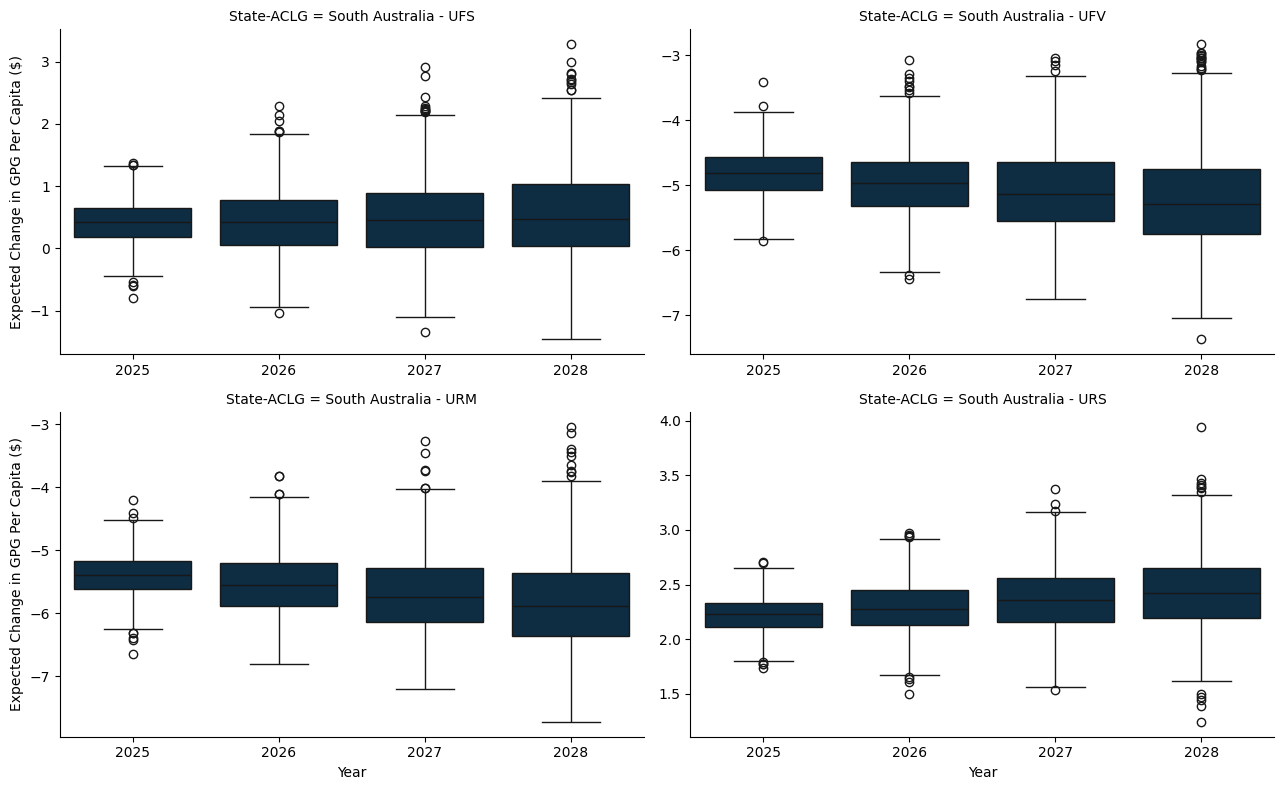 State-ACLG = South Australia - UFS
Expected Change in GPG Per Capita ($)
3
2
1
0
−1
2025 2026 2027 2028
State-ACLG = South Australia - UFV
−3
−4
−5
−6
−7
2025 2026 2027 2028
State-ACLG = South Australia - URM
Expected Change in GPG Per Capita ($)
−3
−4
−5
−6
−7
2025 2026 2027 2028
Year
State-ACLG = South Australia - URS
4.0
3.5
3.0
2.5
2.0
1.5
2025 2026 2027 2028
Year